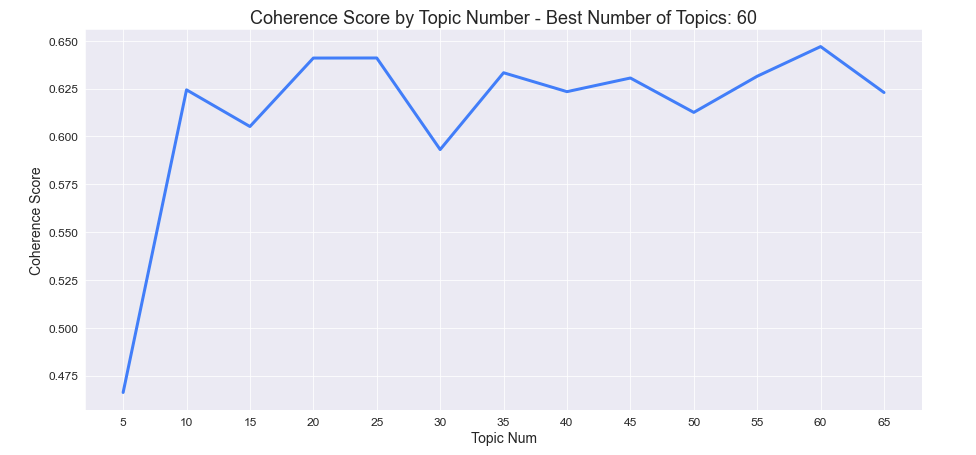 Coherence Score by Topic Number - Best Number of Topics: 60
0.650
0.625
0.600
0.575
0.550
0.525
0.500
0.475
Coherence Score
5 10 15 20 25 30 35 40 45 50 55 60 65
Topic Num